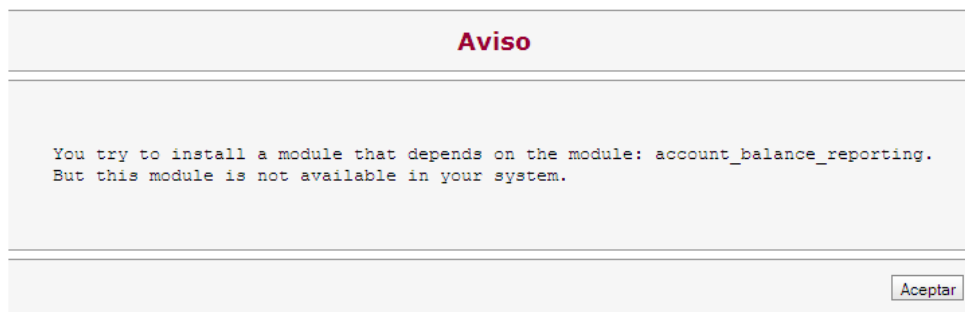 Aviso
You try to install a module that depends on the module: account_balance_reporting.
But this module is not available in your system.
Aceptar